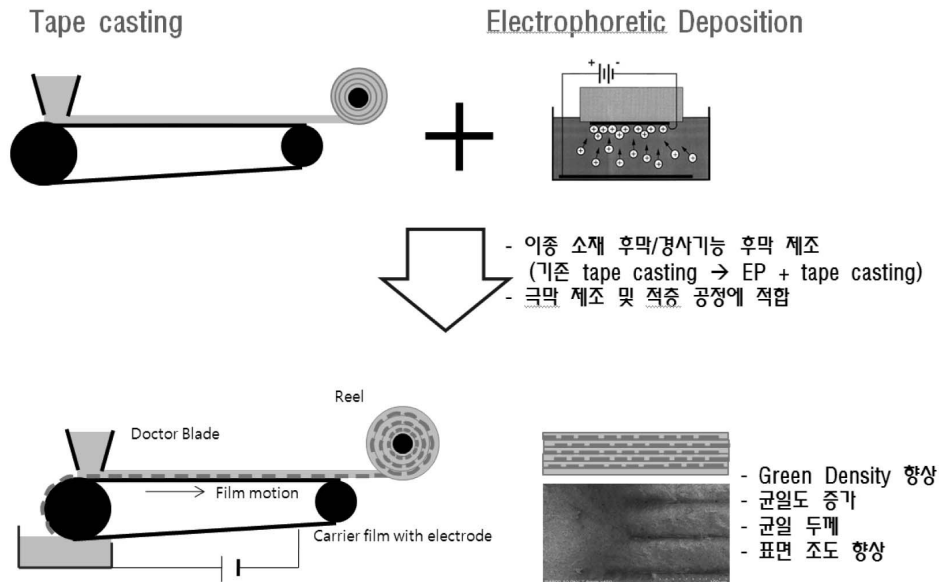 Tape casting
Electrophoretic Deposition
+ -
- 이종 소재 후막/경사기능 후막 제조
(기존 tape casting → EP + tape casting)
- 극막 제조 및 적층 공정에 적합
Reel
Doctor Blade
Film motion
Carrier film with electrode
- Green Density 향상
- 균일도 증가
- 균일 두께
- 표면 조도 향상